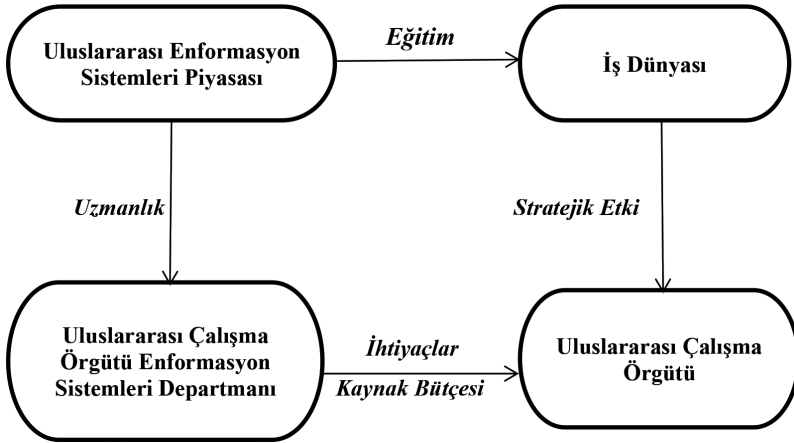 Uluslararası Enformasyon
Sistemleri Piyasası
Eğitim
İş Dünyası
Uzmanlık
Stratejik Etki
Uluslararası Çalışma
Örgütü Enformasyon
Sistemleri Departmanı
İhtiyaçlar
Kaynak Bütçesi
Uluslararası Çalışma
Örgütü